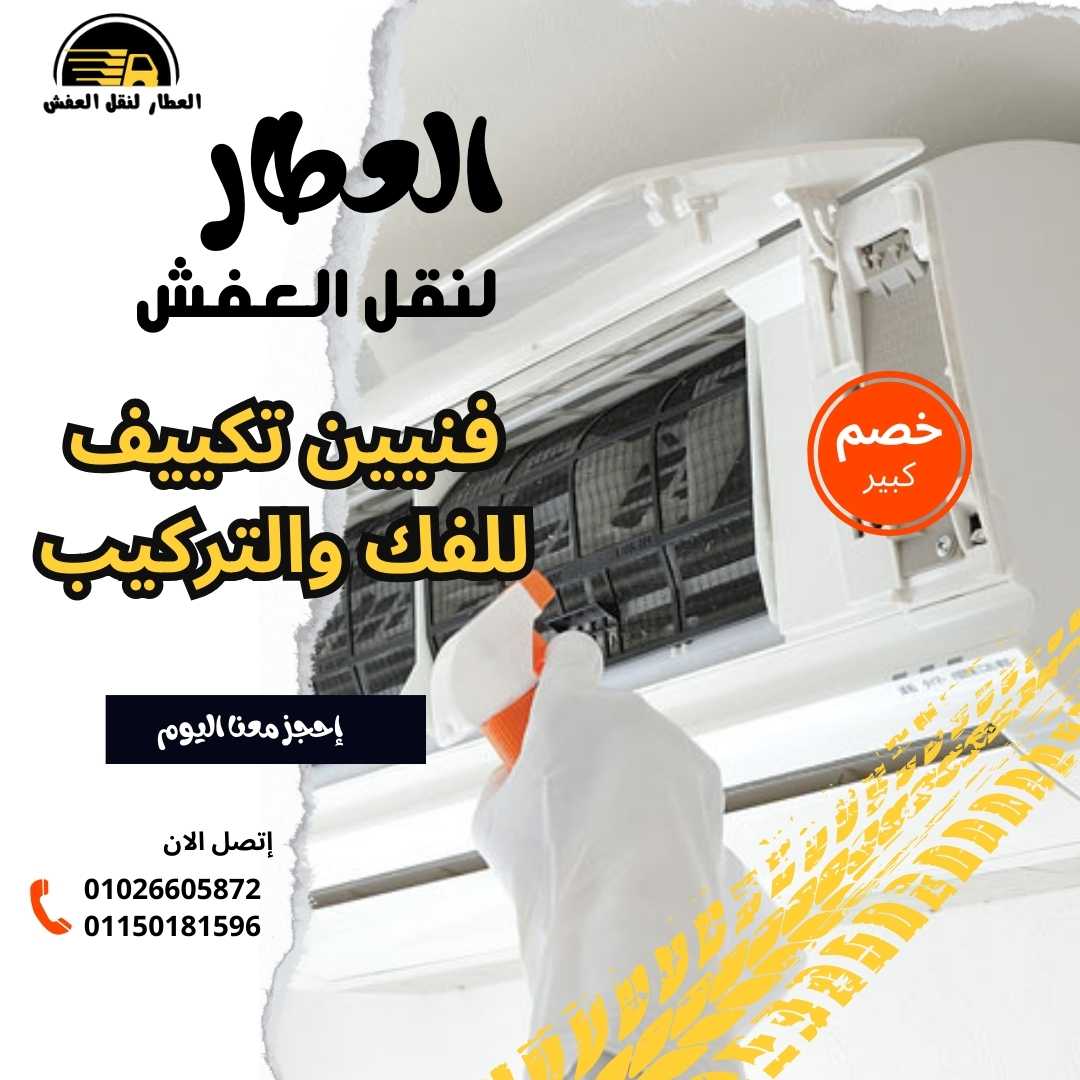 العطار لنقل العفش
العطار
لنقل العفش
فنيين تكييف
للفك والتركيب
خصم
كبير
إحجز معنا اليوم
إتصل الان
01026605872
01150181596